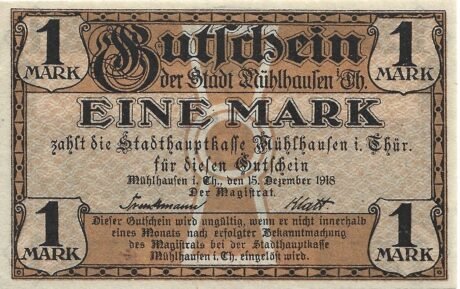 1 MARK
1 MARK
Gutschein
der Stadt Mühlhausen i. Th.
EINE MARK
zahlt die Stadthauptkasse Mühlhausen i. Thür.
für diesen Gutschein
Mühlhausen i. Th., den 15. Dezember 1918
Der Magistrat.
Dieser Gutschein wird ungültig, wenn er nicht innerhalb
eines Monats nach erfolgter Bekanntmachung
des Magistrats bei der Stadthauptkasse
Mühlhausen i. Th. eingelöst wird.
1 MARK
1 MARK